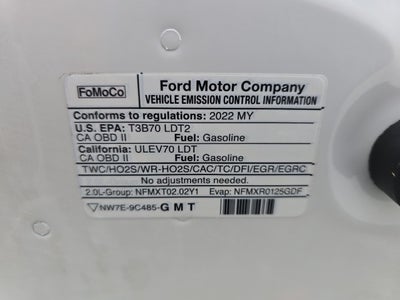 FoMoCo
Ford Motor Company
VEHICLE EMISSION CONTROL INFORMATION
Conforms to regulations: 2022 MY
U.S. EPA: T3B70 LDT2
CA OBD II Fuel: Gasoline
California: ULEV70 LDT
CA OBD II Fuel: Gasoline
TWC/HO2S/WR-HO2S/CAC/TC/DFI/EGR/EGRC
No adjustments needed.
2.0L-Group: NFMXT02.02Y1 Evap: NFMXR0125GDF
NW7E-9C485-GMT